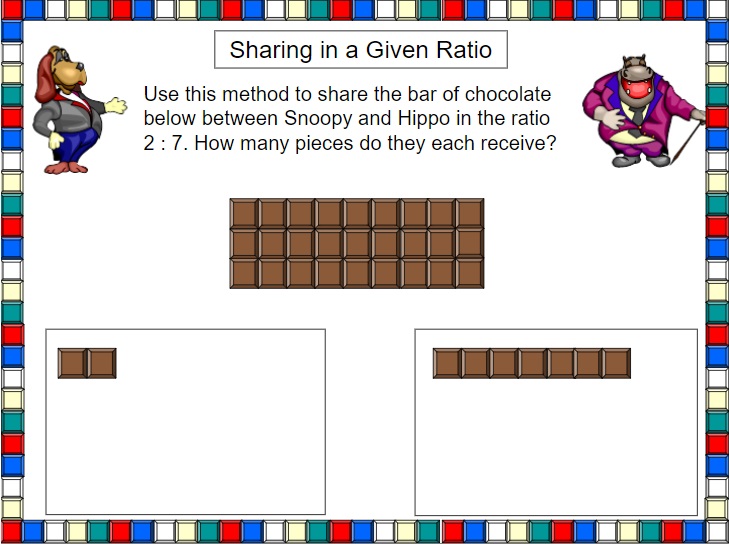 Sharing in a Given Ratio
Use this method to share the bar of chocolate
below between Snoopy and Hippo in the ratio
2 : 7. How many pieces do they each receive?